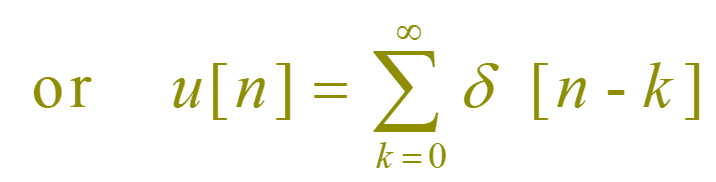 or u[n] = ∑_{k=0}^{∞} δ [n - k]